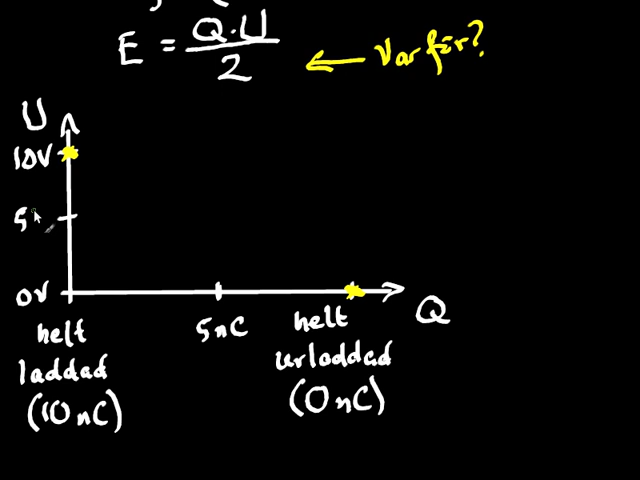 E = Q·U / 2 ← Varför?
U
10V
5
0V
5nC
Q
helt laddad (10nC)
helt urladdad (0nC)